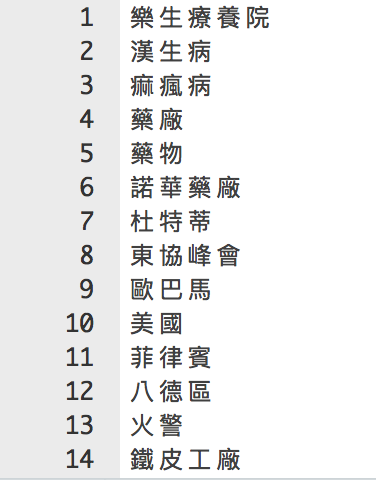 1 樂生療養院
2 漢生病
3 痲瘋病
4 藥廠
5 藥物
6 諾華藥廠
7 杜特蒂
8 東協峰會
9 歐巴馬
10 美國
11 菲律賓
12 八德區
13 火警
14 鐵皮工廠